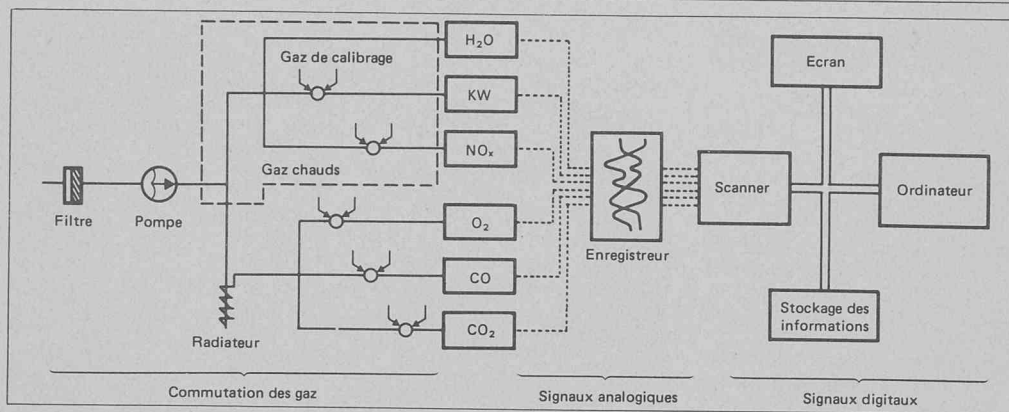 Gaz de calibrage
H₂O
KW
NOₓ
Gaz chauds
Filtre
Pompe
O₂
CO
CO₂
Radiateur
Enregistreur
Scanner
Ecran
Ordinateur
Stockage des
informations
Commutation des gaz
Signaux analogiques
Signaux digitaux